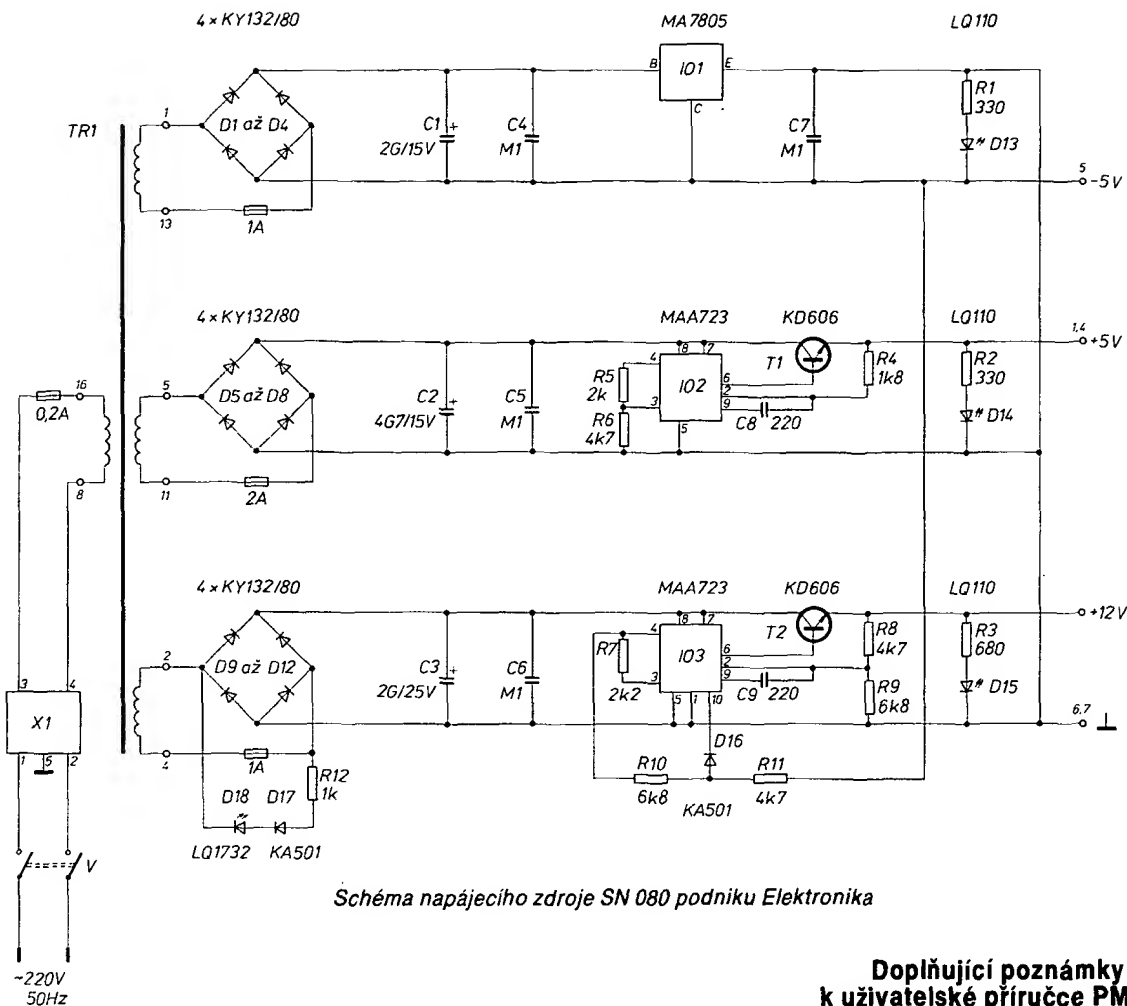 4×KY132/80
MA7805
LQ110
TR1
1
D1 až D4
C1
+
2G/15V
C4
M1
B
IO1
E
C
C7
M1
R1
330
D13
5
-5V
13
1A
4×KY132/80
MAA723
KD606
LQ110
16
0,2A
8
5
D5 až D8
C2
+
4G7/15V
C5
M1
R5
2k
R6
4k7
4
8
7
IO2
3
5
6
2
9
T1
C8
220
R4
1k8
R2
330
D14
1,4
+5V
11
2A
4×KY132/80
MAA723
KD606
LQ110
2
D9 až D12
C3
+
2G/25V
C6
M1
R7
2k2
4
8
7
IO3
3
5
1
10
6
2
9
T2
C9
220
R8
4k7
R9
6k8
R3
680
D15
+12V
6,7
4
1A
R12
1k
D18
D17
LQ1732
KA501
D16
R10
6k8
R11
4k7
KA501
3
4
X1
1
5
2
V
~220V
50Hz
Schéma napájecího zdroje SN 080 podniku Elektronika
Doplňující poznámky
k uživatelské příručce PM